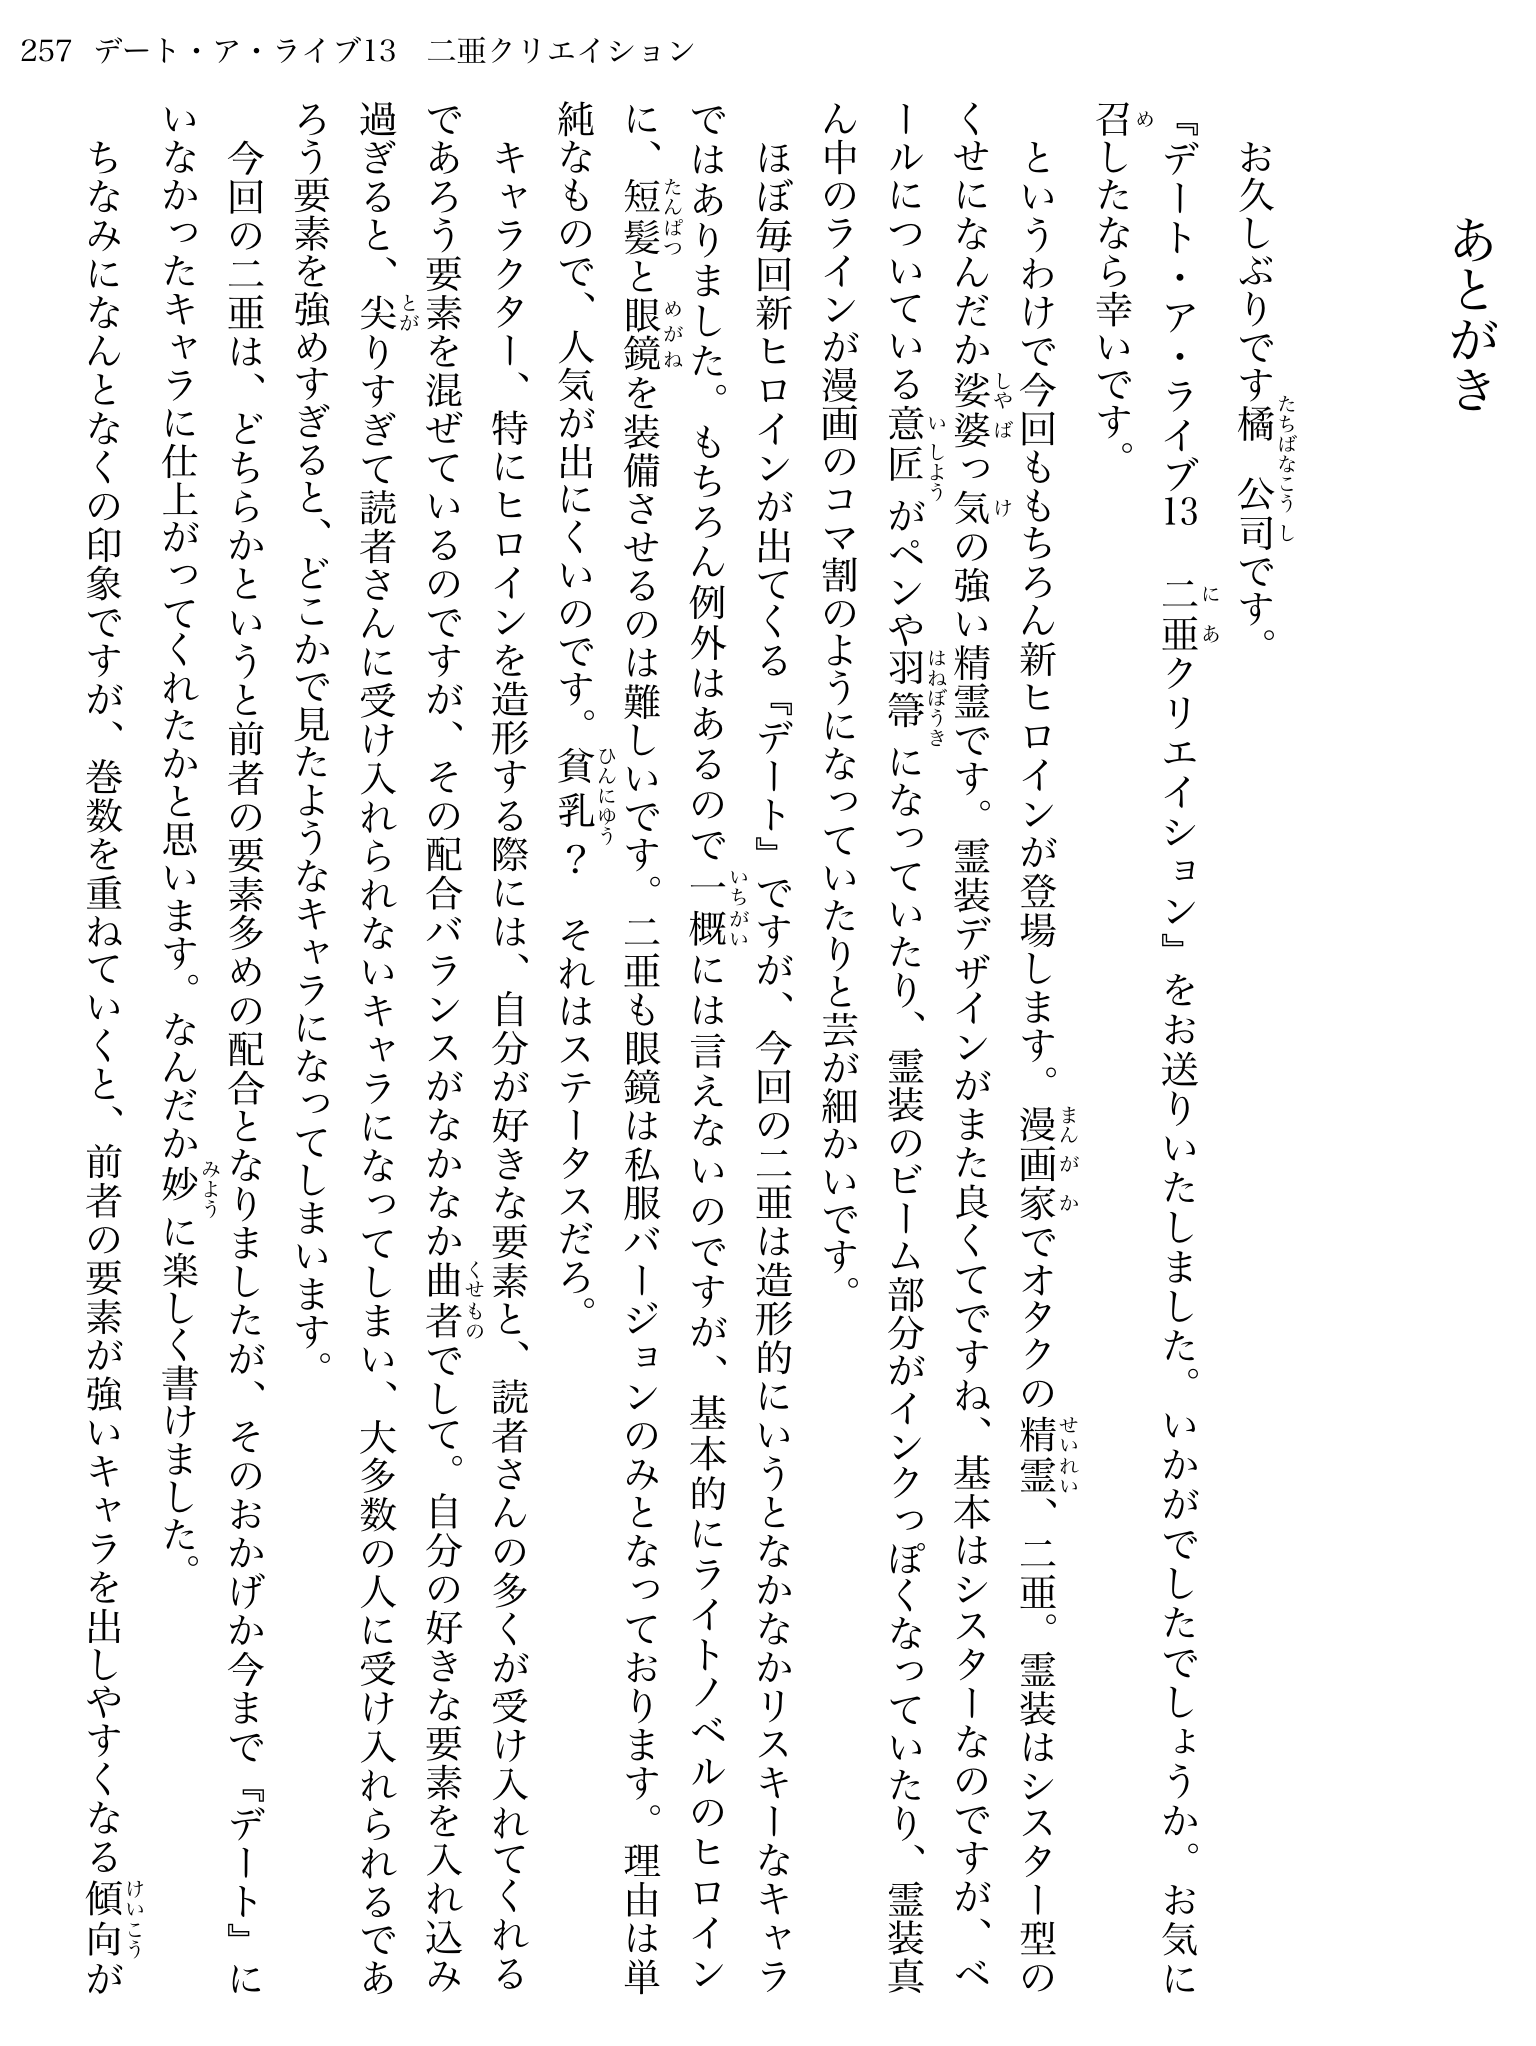 257 デート・ア・ライブ13　二亜クリエイション
あとがき
お久しぶりです橘　公司です。
『デート・ア・ライブ13　二亜クリエイション』をお送りいたしました。いかがでしたでしょうか。お気に
召したなら幸いです。
というわけで今回ももちろん新ヒロインが登場します。漫画家でオタクの精霊、二亜。霊装はシスター型の
くせになんだか娑婆っ気の強い精霊です。霊装デザインがまた良くてですね、基本はシスターなのですが、ベ
ールについている意匠がペンや羽箒になっていたり、霊装のビーム部分がインクっぽくなっていたり、霊装真
ん中のラインが漫画のコマ割のようになっていたりと芸が細かいです。
ほぼ毎回新ヒロインが出てくる『デート』ですが、今回の二亜は造形的にいうとなかなかリスキーなキャラ
ではありました。もちろん例外はあるので一概には言えないのですが、基本的にライトノベルのヒロイン
に、短髪と眼鏡を装備させるのは難しいです。二亜も眼鏡は私服バージョンのみとなっております。理由は単
純なもので、人気が出にくいのです。貧乳？　それはステータスだろ。
キャラクター、特にヒロインを造形する際には、自分が好きな要素と、読者さんの多くが受け入れてくれる
であろう要素を混ぜているのですが、その配合バランスがなかなか曲者でして。自分の好きな要素を入れ込み
過ぎると、尖りすぎて読者さんに受け入れられないキャラになってしまい、大多数の人に受け入れられるであ
ろう要素を強めすぎると、どこかで見たようなキャラになってしまいます。
今回の二亜は、どちらかというと前者の要素多めの配合となりましたが、そのおかげか今まで『デート』に
いなかったキャラに仕上がってくれたかと思います。なんだか妙に楽しく書けました。
ちなみになんとなくの印象ですが、巻数を重ねていくと、前者の要素が強いキャラを出しやすくなる傾向が